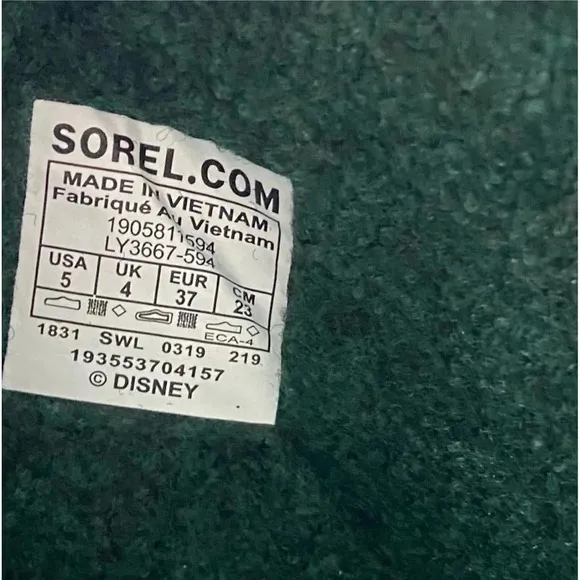 SOREL.COM
MADE IN VIETNAM
Fabriqué Au Vietnam
1905811594
LY3667-594
USA UK EUR CM
5 4 37 23
ECA-4
1831 SWL 0319 219
193553704157
© DISNEY